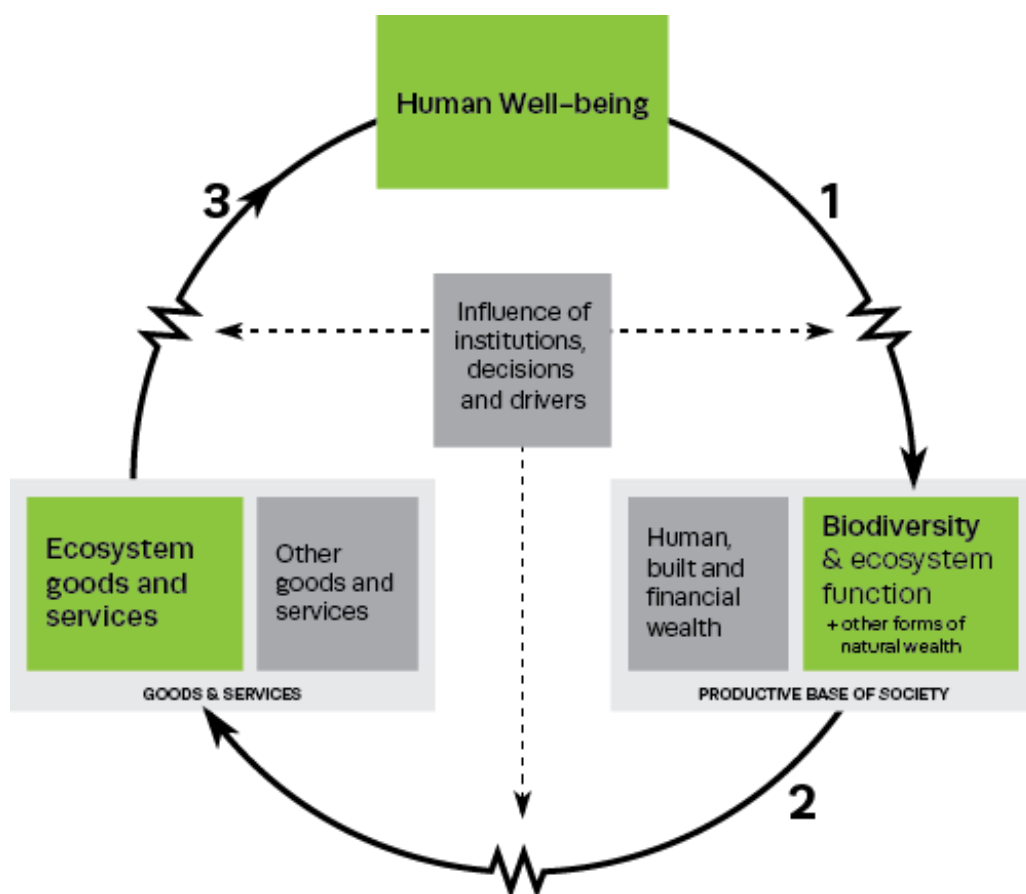 Human Well-being
3
1
Influence of
institutions,
decisions
and drivers
Ecosystem
goods and
services
Other
goods and
services
GOODS & SERVICES
Human,
built and
financial
wealth
Biodiversity
& ecosystem
function
+ other forms of
natural wealth
PRODUCTIVE BASE OF SOCIETY
2